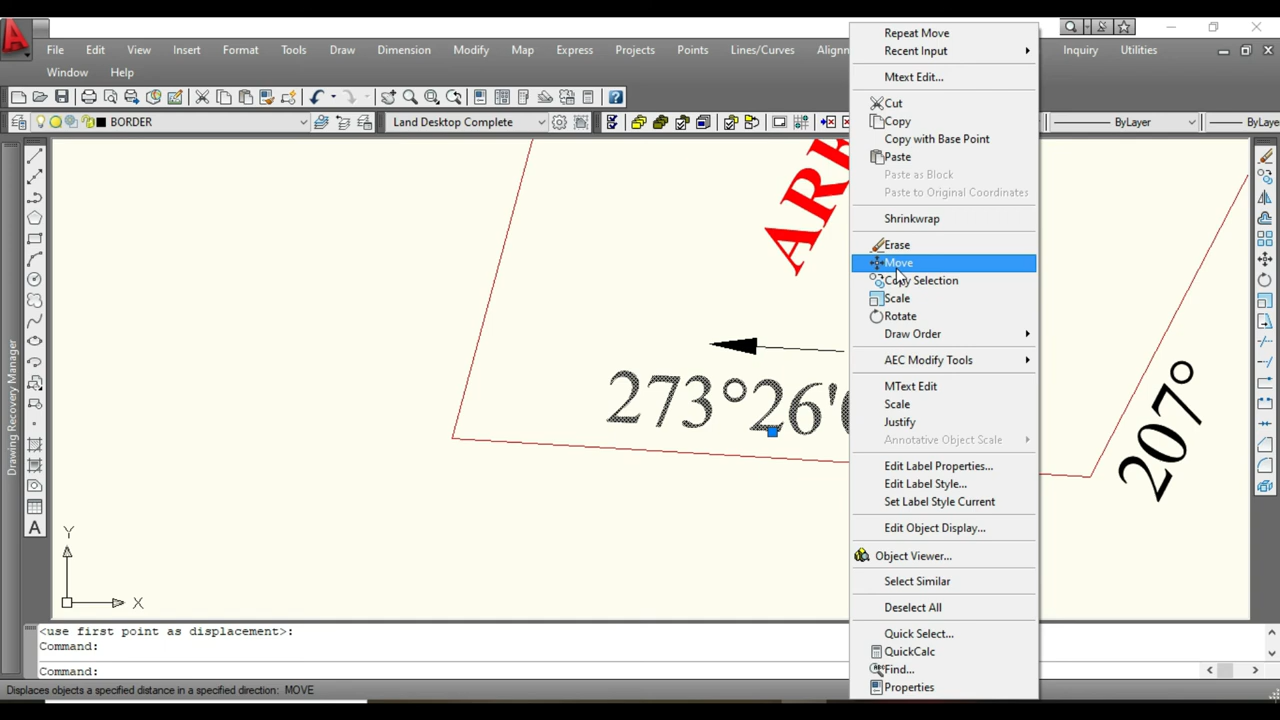 File Edit View Insert Format Tools Draw Dimension Modify Map Express Projects Points Lines/Curves Inquiry Utilities
Window Help
BORDER
Land Desktop Complete
ByLayer
Repeat Move
Recent Input
Mtext Edit...
Cut
Copy
Copy with Base Point
Paste
Paste as Block
Paste to Original Coordinates
Shrinkwrap
Erase
Move
Copy Selection
Scale
Rotate
Draw Order
AEC Modify Tools
MText Edit
Scale
Justify
Annotative Object Scale
Edit Label Properties...
Edit Label Style...
Set Label Style Current
Edit Object Display...
Object Viewer...
Select Similar
Deselect All
Quick Select...
QuickCalc
Find...
Properties
273°26'
207°
Drawing Recovery Manager
A
Y
X
<use first point as displacement>:
Command:
Command:
Displaces objects a specified distance in a specified direction: MOVE